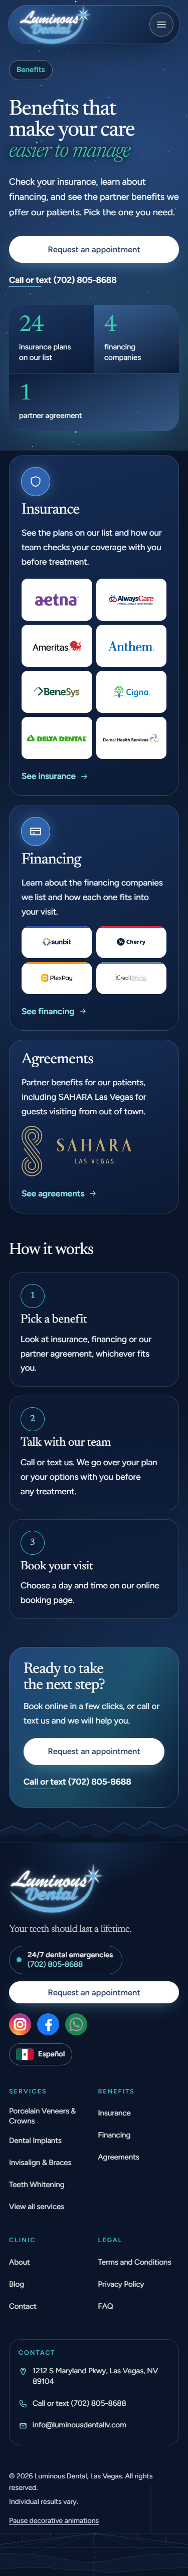 Luminous
Dental
Benefits
Benefits that
make your care
easier to manage
Check your insurance, learn about
financing, and see the partner benefits we
offer our patients. Pick the one you need.
Request an appointment
Call or text (702) 805-8688
24
insurance plans
on our list
4
financing
companies
1
partner agreement
Insurance
See the plans on our list and how our
team checks your coverage with you
before treatment.
aetna
AlwaysCare
Ameritas
Anthem
BeneSys
Cigna
DELTA DENTAL
Dental Health Services
See insurance →
Financing
Learn about the financing companies
we list and how each one fits into
your visit.
sunbit
Cherry
PlexPay
iCreditWorks
See financing →
Agreements
Partner benefits for our patients,
including SAHARA Las Vegas for
guests visiting from out of town.
SAHARA
LAS VEGAS
See agreements →
How it works
1
Pick a benefit
Look at insurance, financing or our
partner agreement, whichever fits
you.
2
Talk with our team
Call or text us. We go over your plan
or your options with you before
any treatment.
3
Book your visit
Choose a day and time on our online
booking page.
Ready to take
the next step?
Book online in a few clicks, or call or
text us and we will help you.
Request an appointment
Call or text (702) 805-8688
Luminous
Dental
Your teeth should last a lifetime.
24/7 dental emergencies
(702) 805-8688
Request an appointment
Español
SERVICES
Porcelain Veneers &
Crowns
Dental Implants
Invisalign & Braces
Teeth Whitening
View all services
BENEFITS
Insurance
Financing
Agreements
CLINIC
About
Blog
Contact
LEGAL
Terms and Conditions
Privacy Policy
FAQ
CONTACT
1212 S Maryland Pkwy, Las Vegas, NV
89104
Call or text (702) 805-8688
info@luminousdentallv.com
© 2026 Luminous Dental, Las Vegas. All rights
reserved.
Individual results vary.
Pause decorative animations